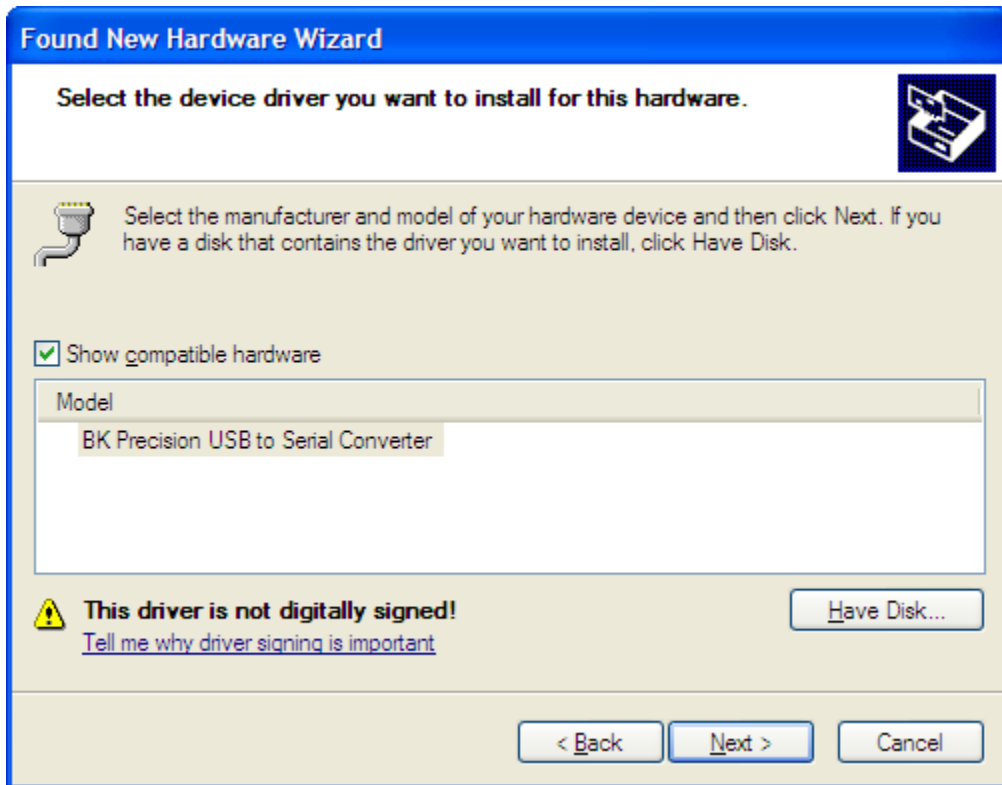 Found New Hardware Wizard
Select the device driver you want to install for this hardware.
Select the manufacturer and model of your hardware device and then click Next. If you
have a disk that contains the driver you want to install, click Have Disk.
Show compatible hardware
Model
BK Precision USB to Serial Converter
This driver is not digitally signed!
Have Disk...
Tell me why driver signing is important
< Back
Next >
Cancel